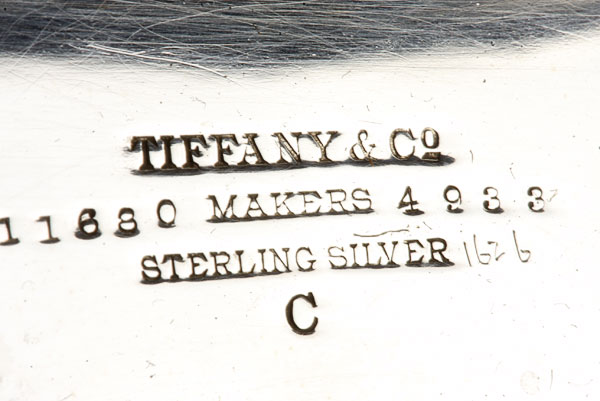 TIFFANY & Co
11680 MAKERS 4933
STERLING SILVER 1626
C